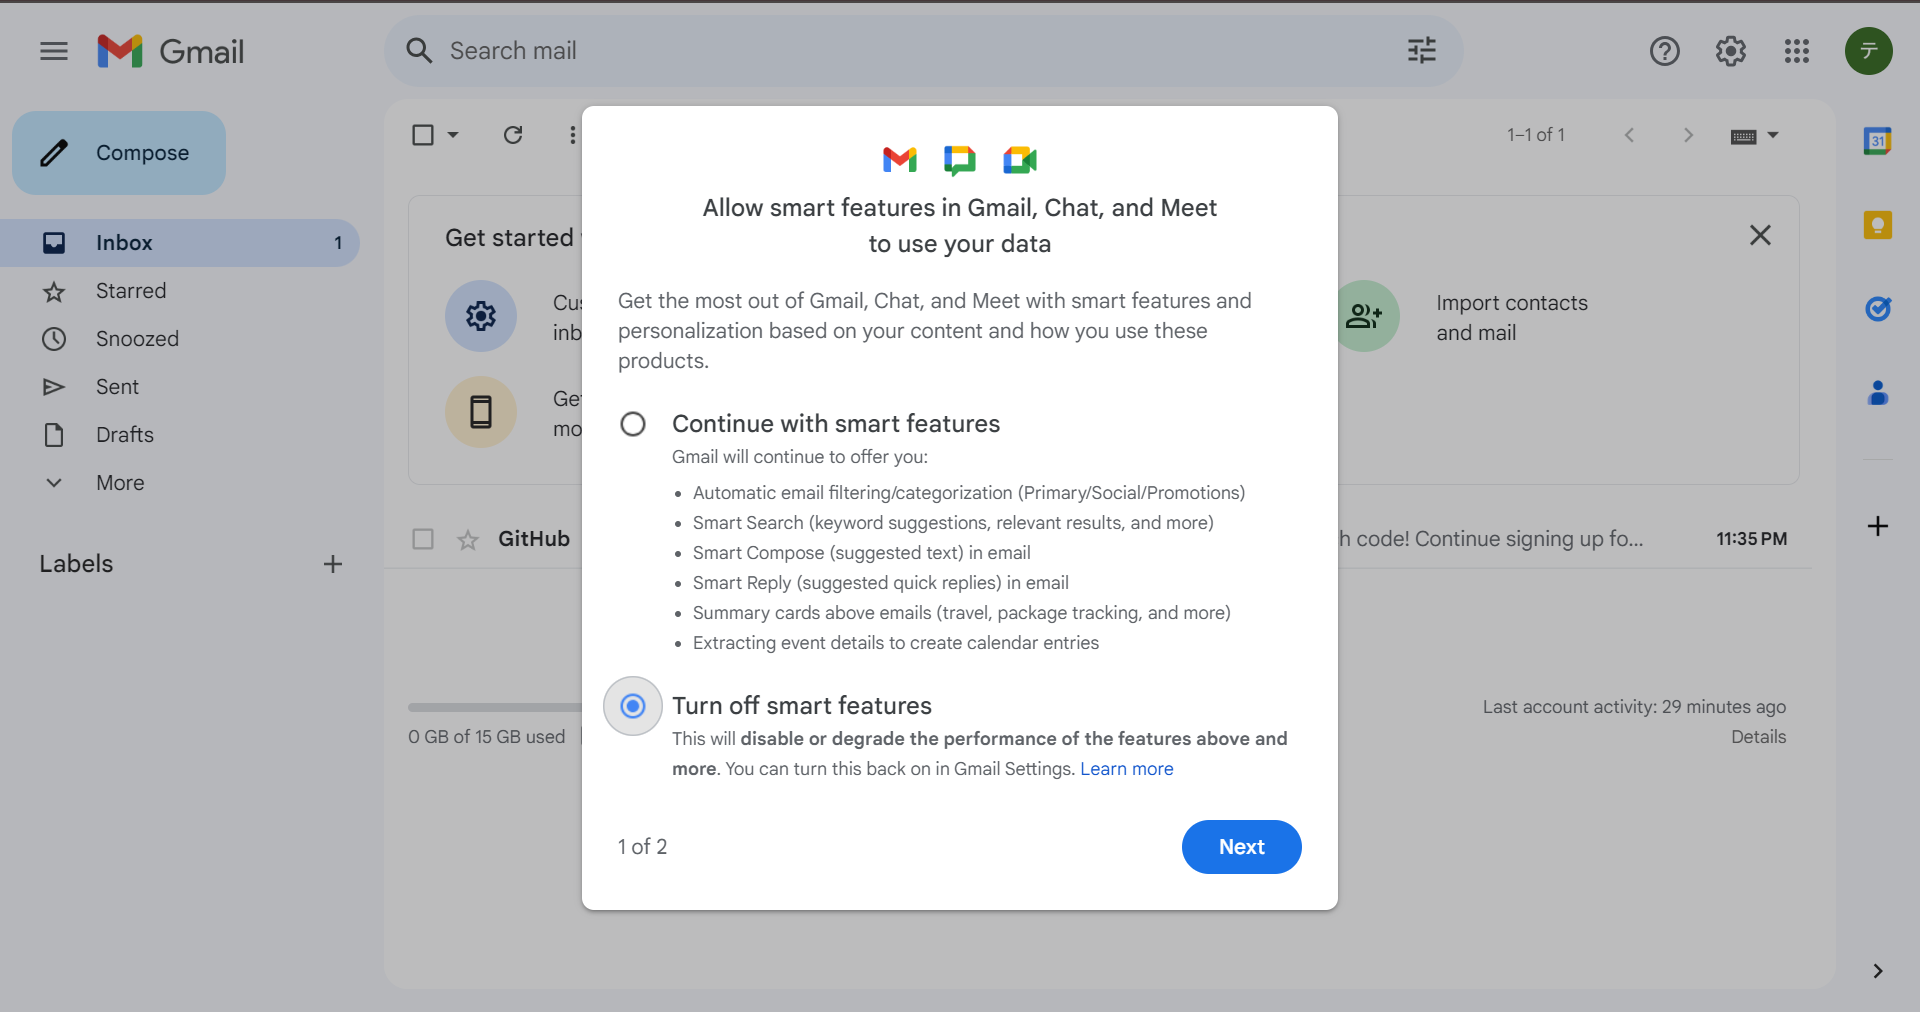 Gmail
Search mail
テ
Compose
1–1 of 1
31
Inbox
1
Starred
Snoozed
Sent
Drafts
More
Labels
Get started
Import contacts
and mail
GitHub
h code! Continue signing up fo...
11:35 PM
0 GB of 15 GB used
Last account activity: 29 minutes ago
Details
Allow smart features in Gmail, Chat, and Meet
to use your data
Get the most out of Gmail, Chat, and Meet with smart features and
personalization based on your content and how you use these
products.
Continue with smart features
Gmail will continue to offer you:
• Automatic email filtering/categorization (Primary/Social/Promotions)
• Smart Search (keyword suggestions, relevant results, and more)
• Smart Compose (suggested text) in email
• Smart Reply (suggested quick replies) in email
• Summary cards above emails (travel, package tracking, and more)
• Extracting event details to create calendar entries
Turn off smart features
This will disable or degrade the performance of the features above and
more. You can turn this back on in Gmail Settings. Learn more
1 of 2
Next